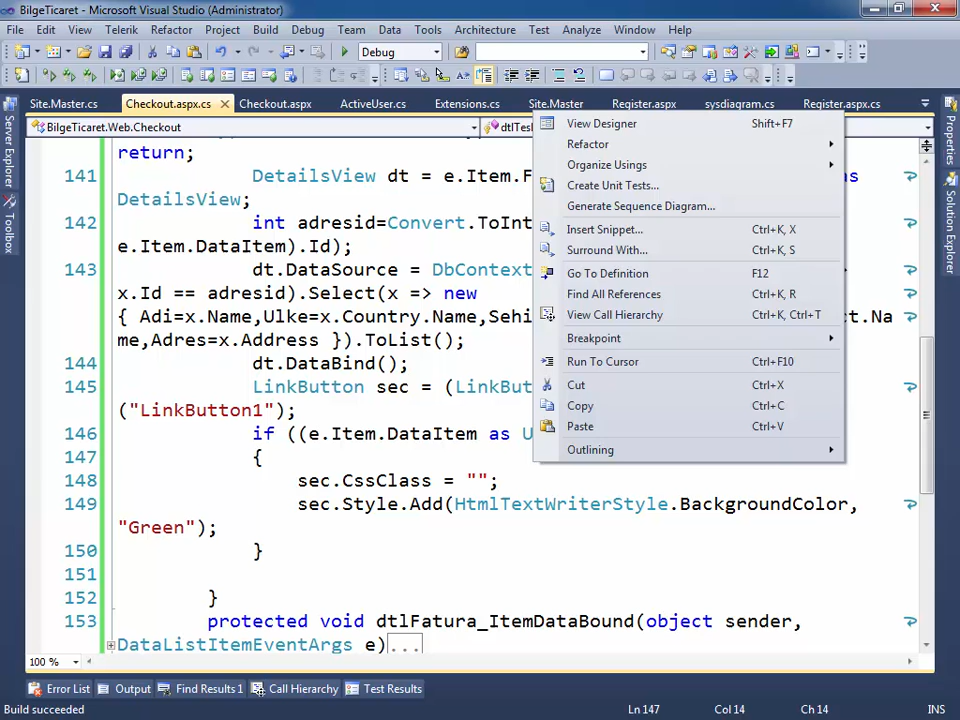 BilgeTicaret - Microsoft Visual Studio (Administrator)
File Edit View Telerik Refactor Project Build Debug Telerik Data Tools Architecture Test Analyze Window Help
Debug
Site.Master.cs Checkout.aspx.cs Checkout.aspx ActiveUser.cs Extensions.cs Site.Master Register.aspx sysdiagram.cs Register.aspx.cs
BilgeTicaret.Web.Checkout
Server Explorer
Toolbox
Properties
Solution Explorer
return;
141 DetailsView dt = e.Item.F
as
DetailsView;
142 int adresid=Convert.ToInt
e.Item.DataItem).Id);
143 dt.DataSource = DbContext
x.Id == adresid).Select(x => new
{ Adi=x.Name,Ulke=x.Country.Name,Sehi
ct.Na
me,Adres=x.Address }).ToList();
144 dt.DataBind();
145 LinkButton sec = (LinkBut
("LinkButton1");
146 if ((e.Item.DataItem as U
147 {
148 sec.CssClass = "";
149 sec.Style.Add(HtmlTextWriterStyle.BackgroundColor,
"Green");
150 }
151
152 }
153 protected void dtlFatura_ItemDataBound(object sender,
DataListItemEventArgs e)...
View Designer Shift+F7
Refactor
Organize Usings
Create Unit Tests...
Generate Sequence Diagram...
Insert Snippet... Ctrl+K, X
Surround With... Ctrl+K, S
Go To Definition F12
Find All References Ctrl+K, R
View Call Hierarchy Ctrl+K, Ctrl+T
Breakpoint
Run To Cursor Ctrl+F10
Cut Ctrl+X
Copy Ctrl+C
Paste Ctrl+V
Outlining
100 %
Error List Output Find Results 1 Call Hierarchy Test Results
Build succeeded Ln 147 Col 14 Ch 14 INS